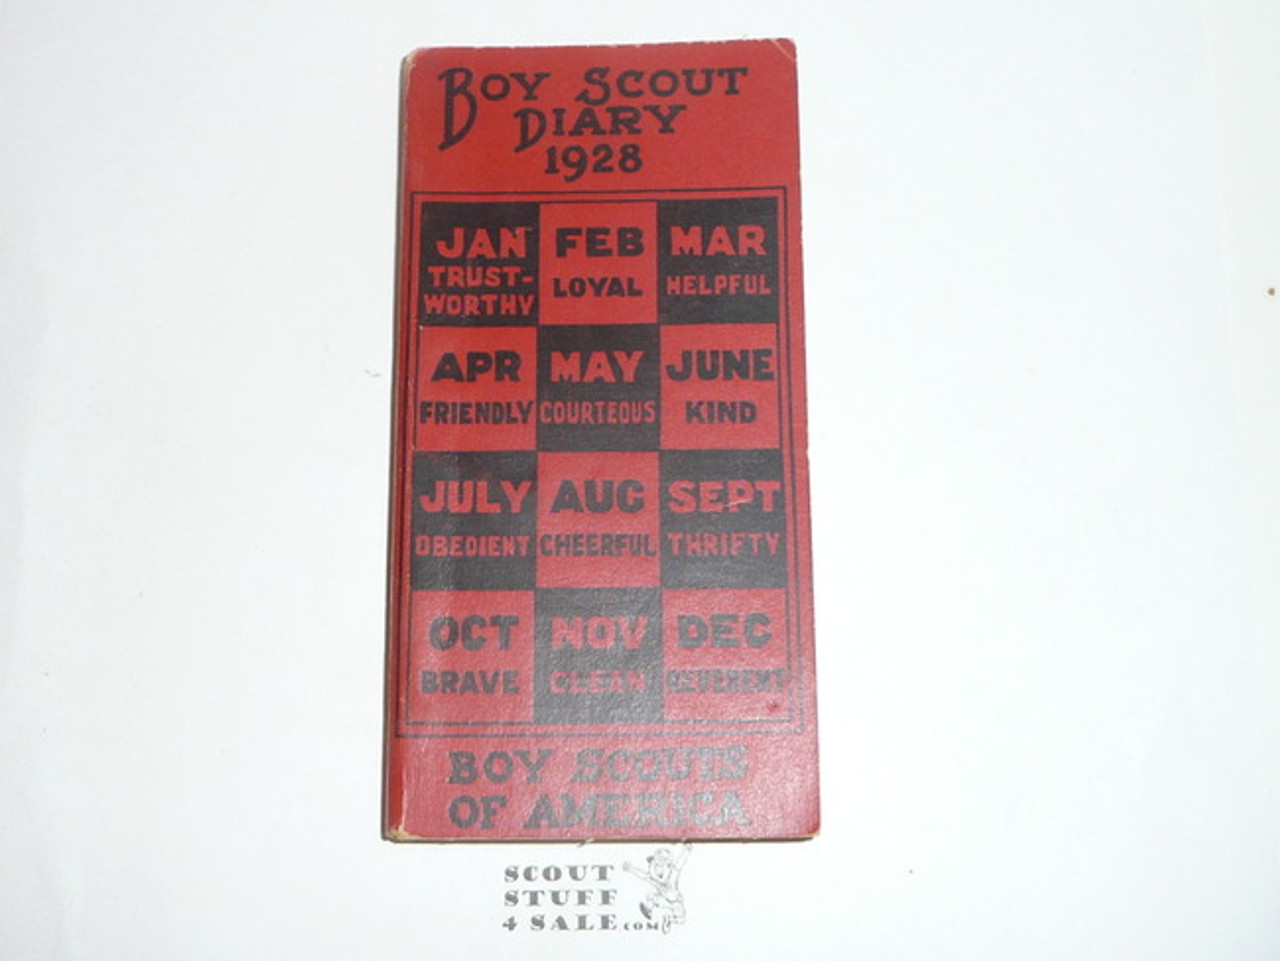 BOY SCOUT
DIARY
1928
JAN FEB MAR
TRUST-
WORTHY LOYAL HELPFUL
APR MAY JUNE
FRIENDLY COURTEOUS KIND
JULY AUG SEPT
OBEDIENT CHEERFUL THRIFTY
OCT NOV DEC
BRAVE CLEAN REVERENT
BOY SCOUTS
OF AMERICA
SCOUT
STUFF
4 SALE.COM